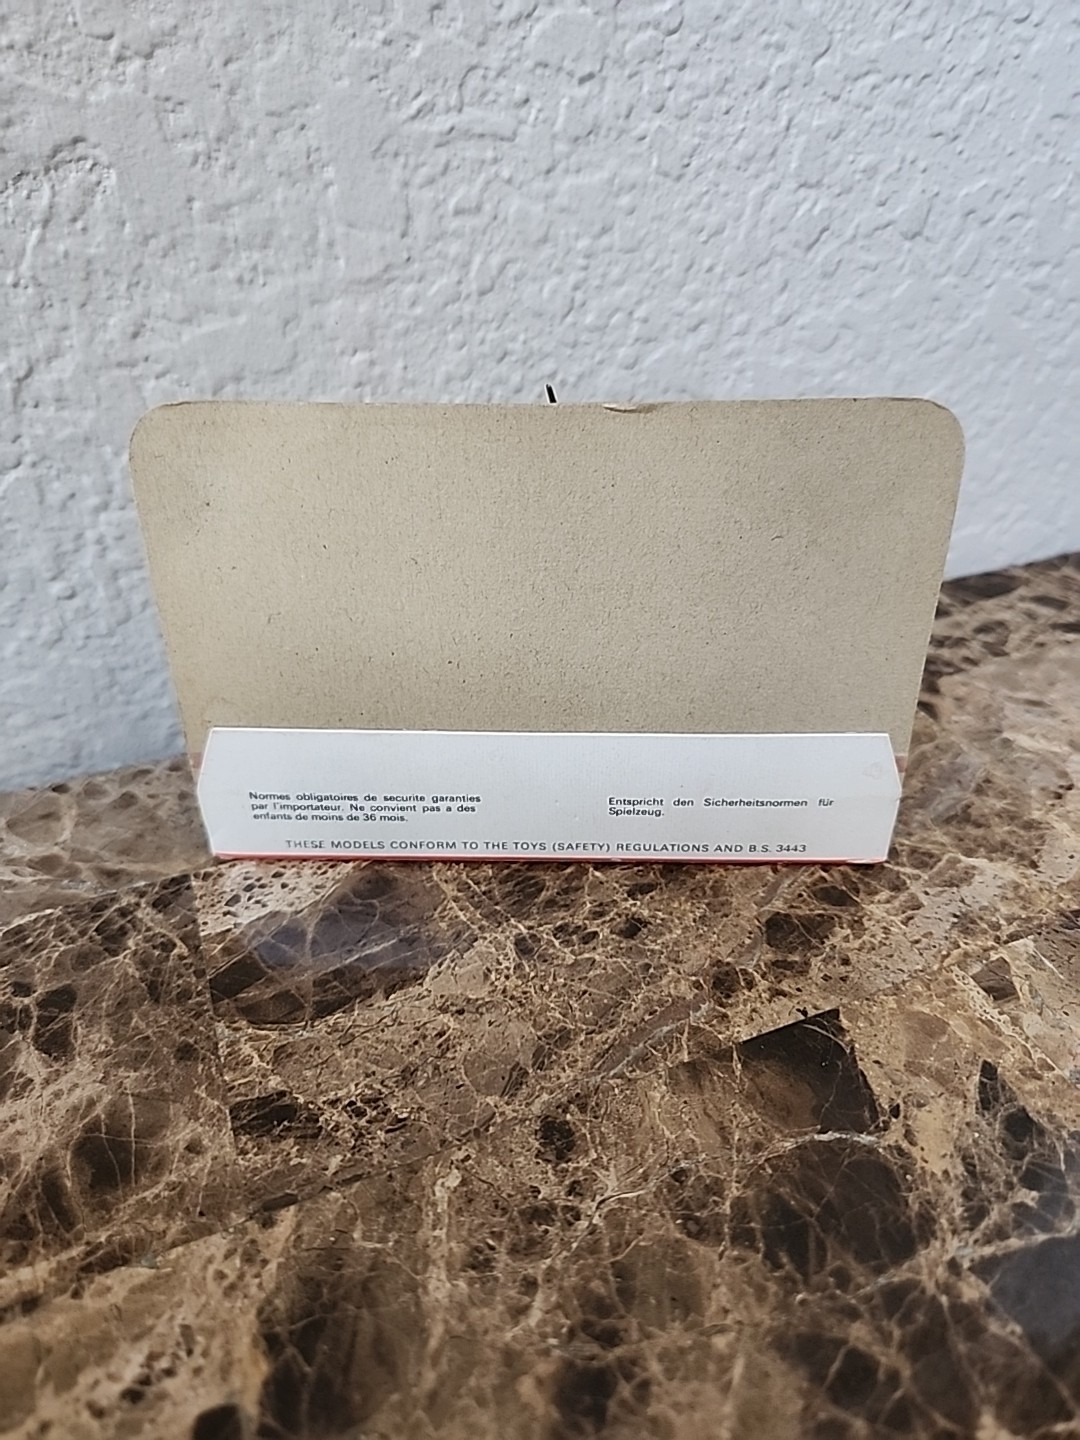 Normes obligatoires de securite garanties
par l'importateur. Ne convient pas a des
enfants de moins de 36 mois.
Entspricht den Sicherheitsnormen für
Spielzeug.
THESE MODELS CONFORM TO THE TOYS (SAFETY) REGULATIONS AND B.S. 3443